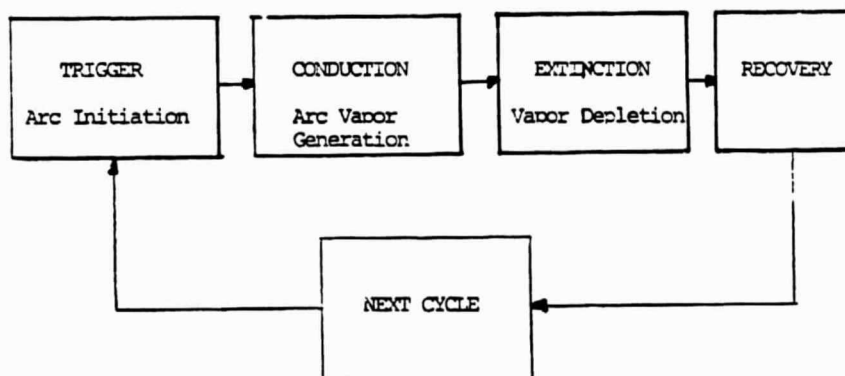 TRIGGER
Arc Initiation
CONDUCTION
Arc Vapor
Generation
EXTINCTION
Vapor Depletion
RECOVERY
NEXT CYCLE